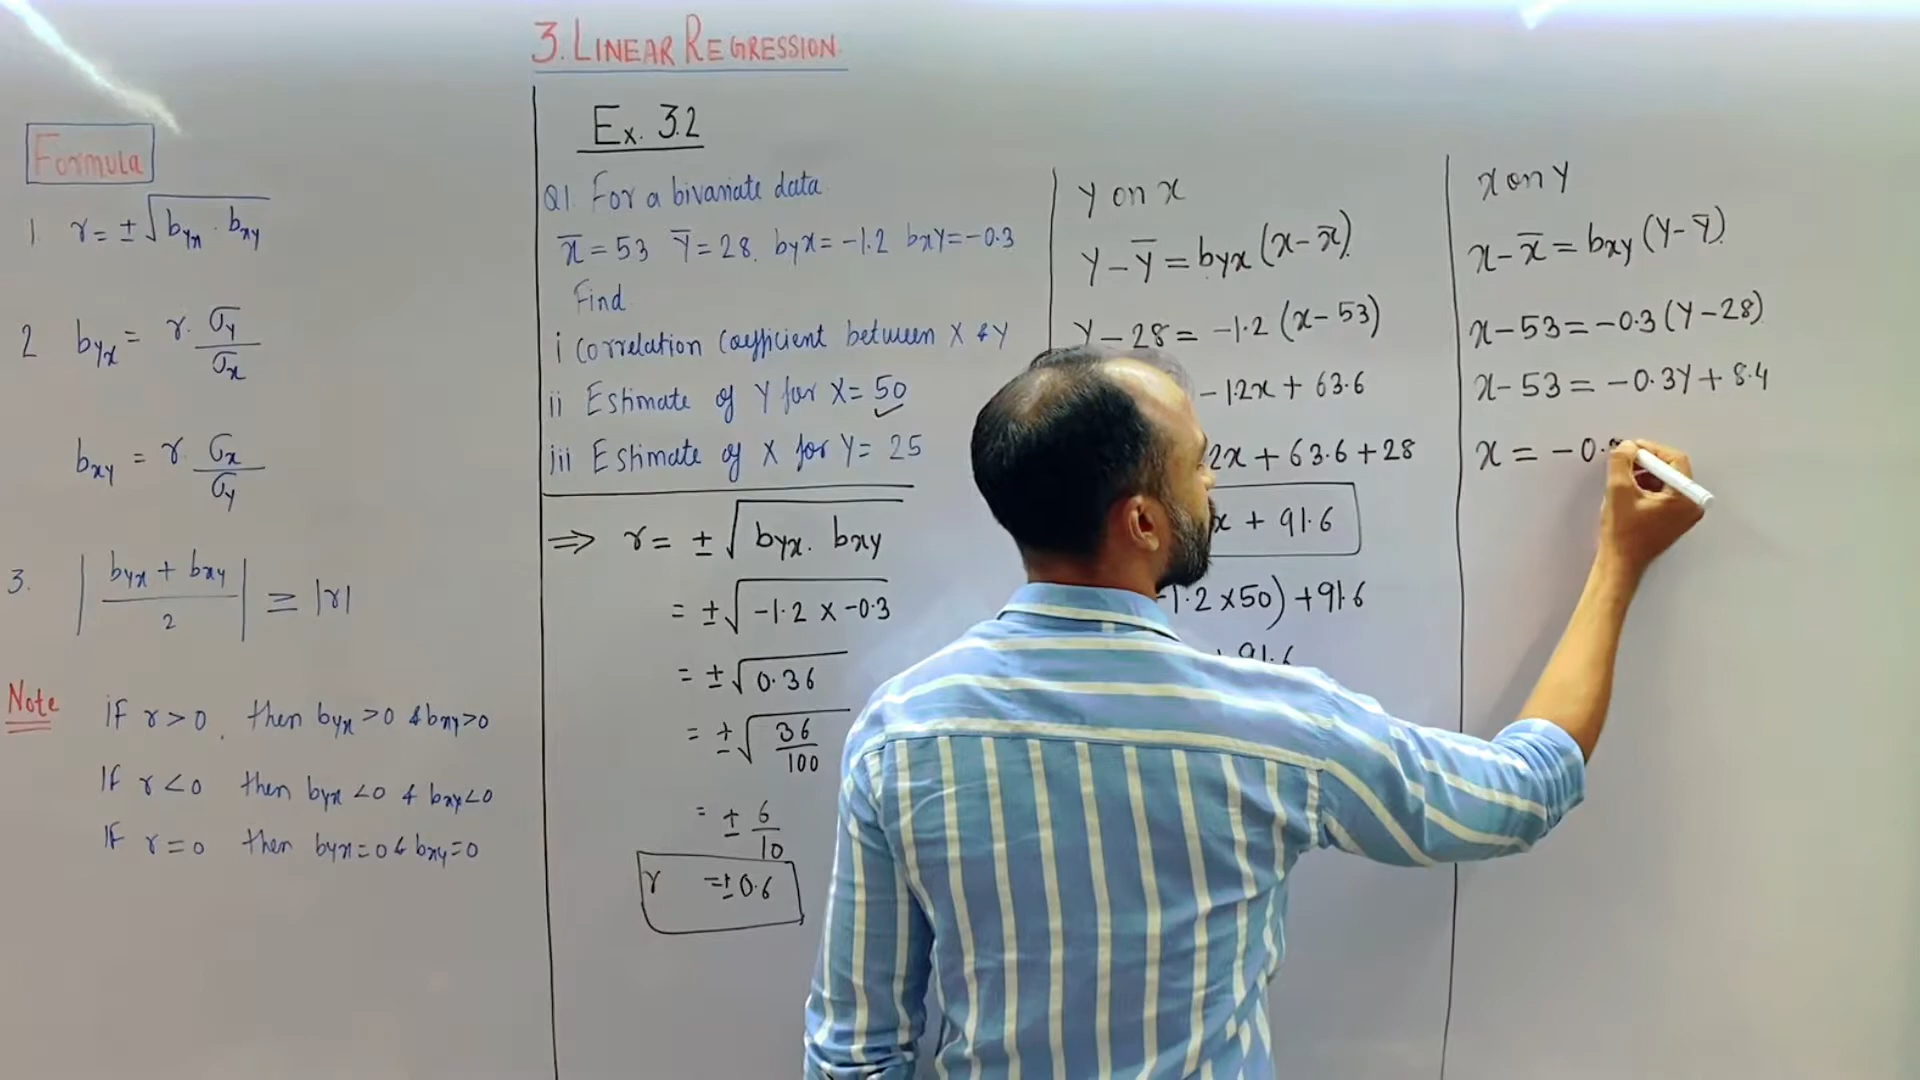 3. LINEAR REGRESSION.
Formula
1. r = ± √byx . bxy
2 byx = r. σy / σx
bxy = r. σx / σy
3. | byx + bxy / 2 | ≥ |r|
Note
if r > 0, then byx > 0 & bxy > 0
If r < 0 then byx < 0 & bxy < 0
If r = 0 then byx = 0 & bxy = 0
Ex. 3.2
Q1. For a bivariate data
x̅ = 53 Y̅ = 28. byx = -1.2 bxy = -0.3
Find
i Correlation Coefficient between X & Y
ii Estimate of Y for X = 50
iii Estimate of X for Y = 25
⇒ r = ± √byx. bxy
= ± √-1.2 x -0.3
= ± √0.36
= ± √36/100
= ± 6/10
r = ± 0.6
Y on x
Y - Y̅ = byx (x - x̅)
Y - 28 = -1.2 (x - 53)
- 1.2x + 63.6
2x + 63.6 + 28
x + 91.6
-1.2 x 50) + 91.6
91.6
x on Y
x - x̅ = bxy (Y - Y̅)
x - 53 = -0.3 (Y - 28)
x - 53 = -0.3Y + 8.4
x = -0.